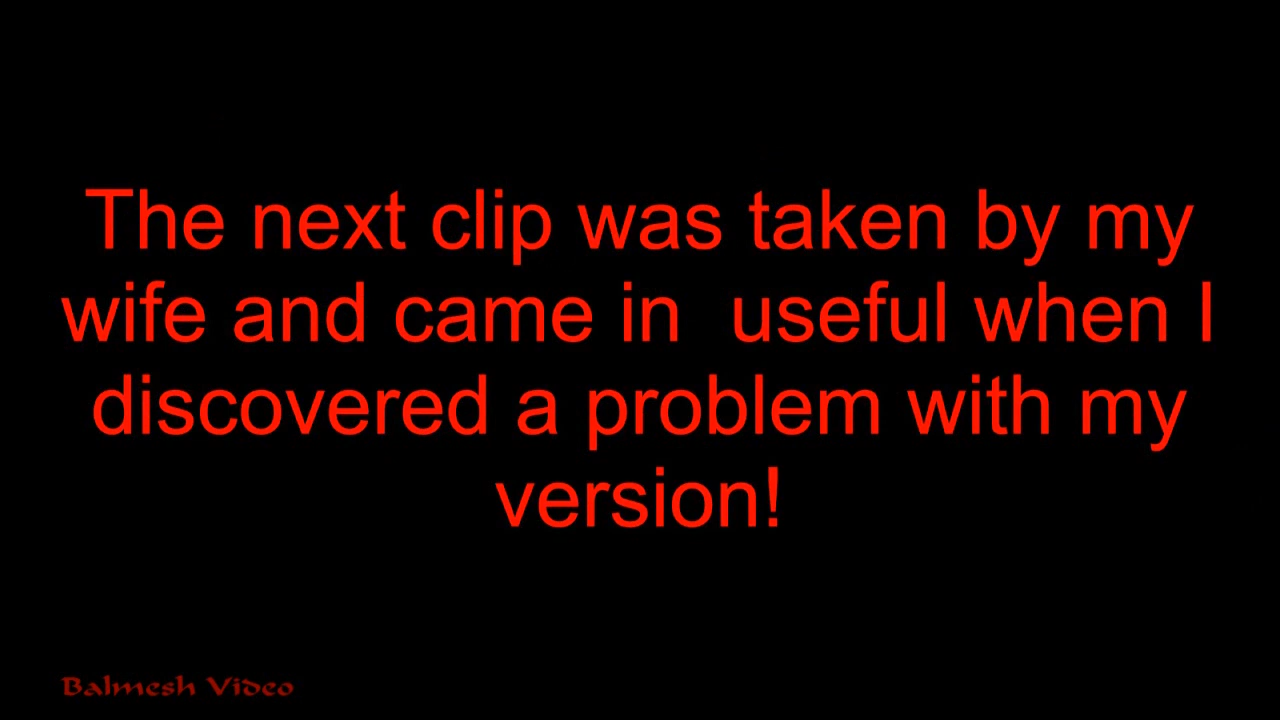 The next clip was taken by my
wife and came in  useful when I
discovered a problem with my
version!
Balmesh Video